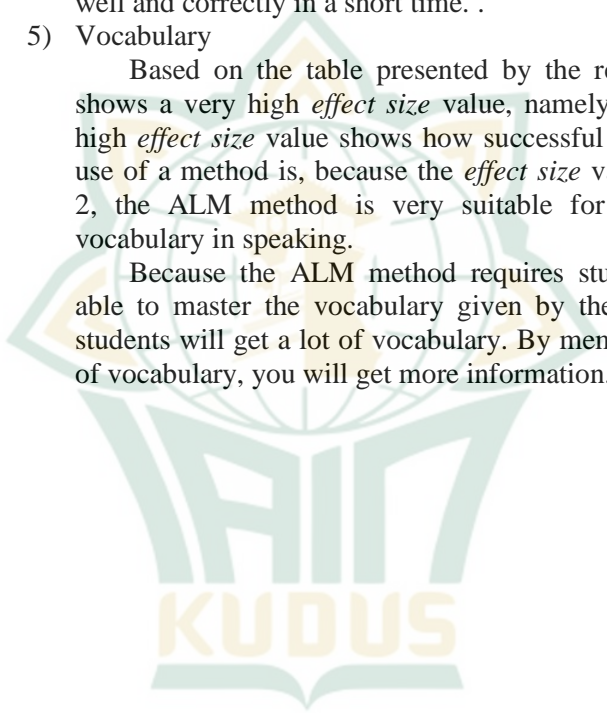 well and correctly in a short time. .
5) Vocabulary
Based on the table presented by the
shows a very high effect size value, namely
high effect size value shows how successful
use of a method is, because the effect size
2, the ALM method is very suitable for
vocabulary in speaking.
Because the ALM method requires
able to master the vocabulary given by the
students will get a lot of vocabulary. By
of vocabulary, you will get more information.
IAIN
KUDUS